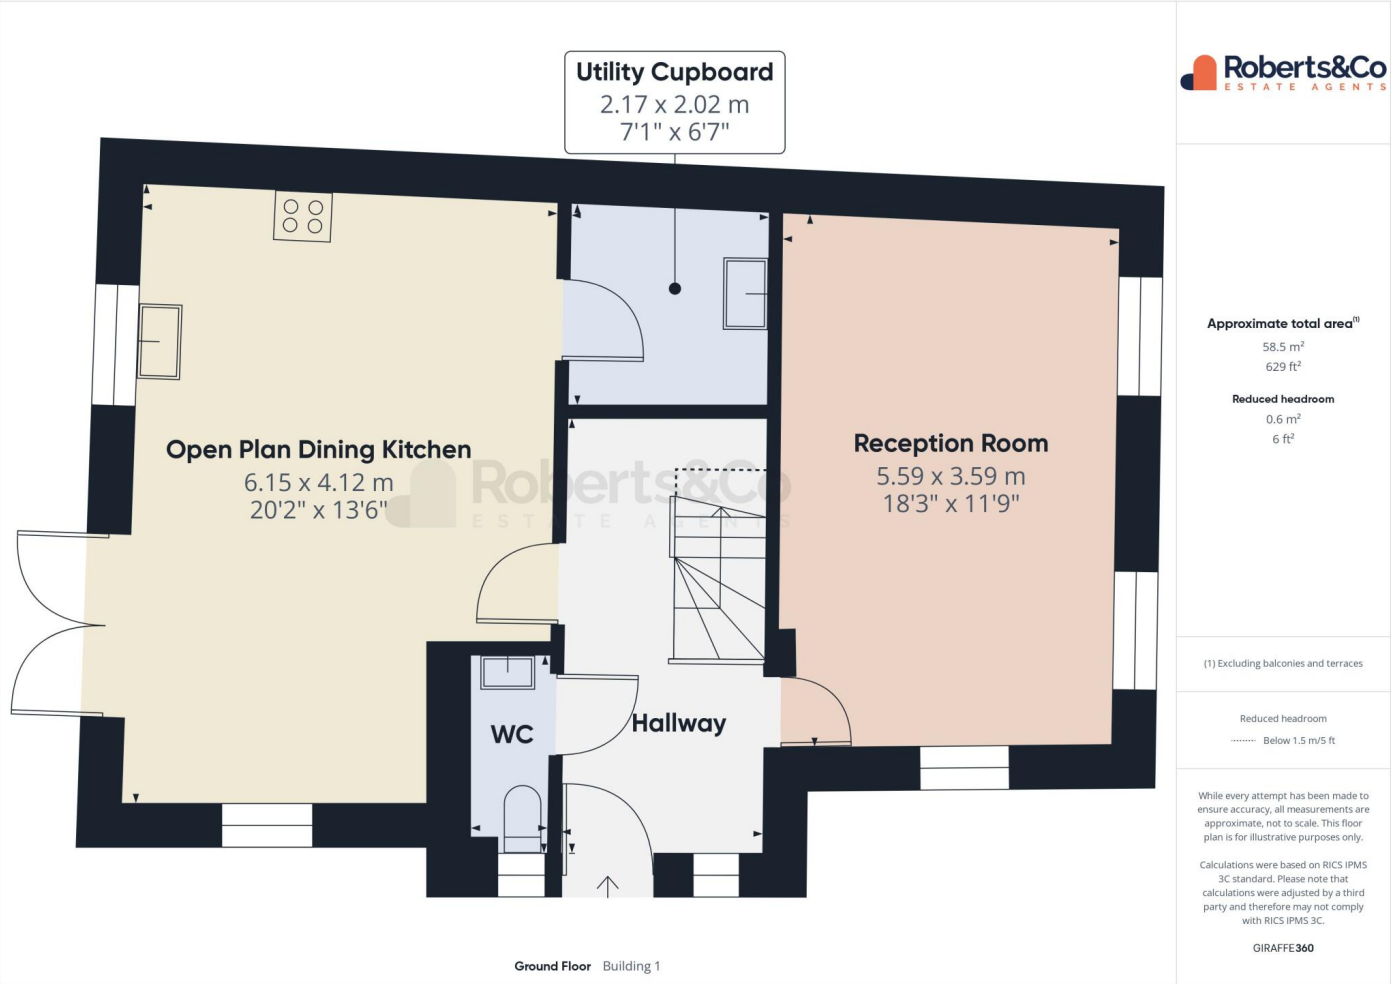 Utility Cupboard
2.17 x 2.02 m
7'1" x 6'7"
Open Plan Dining Kitchen
6.15 x 4.12 m
20'2" x 13'6"
Roberts&Co
ESTATE AGENTS
Reception Room
5.59 x 3.59 m
18'3" x 11'9"
WC
Hallway
Ground Floor Building 1
Roberts&Co
ESTATE AGENTS
Approximate total area(1)
58.5 m²
629 ft²
Reduced headroom
0.6 m²
6 ft²
(1) Excluding balconies and terraces
Reduced headroom
Below 1.5 m/5 ft
While every attempt has been made to
ensure accuracy, all measurements are
approximate, not to scale. This floor
plan is for illustrative purposes only.
Calculations were based on RICS IPMS
3C standard. Please note that
calculations were adjusted by a third
party and therefore may not comply
with RICS IPMS 3C.
GIRAFFE360